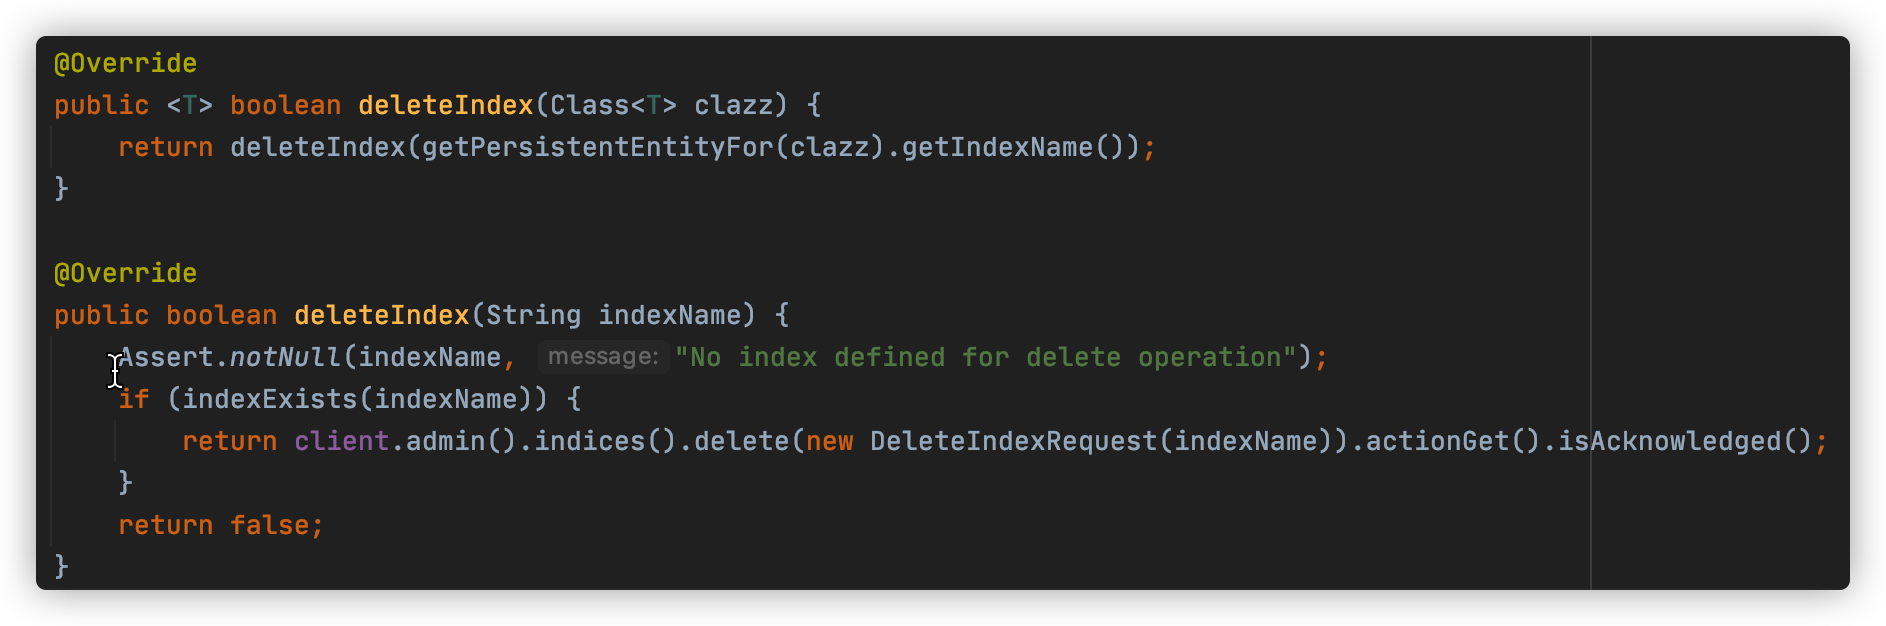 @Override
public <T> boolean deleteIndex(Class<T> clazz) {
    return deleteIndex(getPersistentEntityFor(clazz).getIndexName());
}

@Override
public boolean deleteIndex(String indexName) {
    Assert.notNull(indexName, message: "No index defined for delete operation");
    if (indexExists(indexName)) {
        return client.admin().indices().delete(new DeleteIndexRequest(indexName)).actionGet().isAcknowledged();
    }
    return false;
}